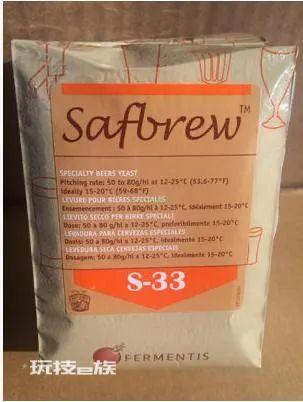 Safbrew™
SPECIALTY BEERS YEAST
Pitching rate: 50 to 80g/hl at 12-25°C (53.6-77°F)
Ideally 15-20°C (59-68°F)
LEVURE POUR BIERES SPECIALES
Ensemencement : 50 à 80g/hl à 12-25°C, idéalement 15-20°C
LIEVITO SECCO PER BIRRE SPECIALI
Dose: 50 a 80 g/hl a 12-25°C, preferibilmente 15-20°C
LEVADURA PARA CERVEZAS ESPECIALES
Dosis: 50 a 80g/hl a 12-25°C, idealmente 15-20°C
LEVEDURA SECA CERVEJAS ESPECIAIS
Dosagem: 50 a 80g/hl a 12-25°C, idealmente 15-20°C
S-33
FERMENTIS
玩技e族